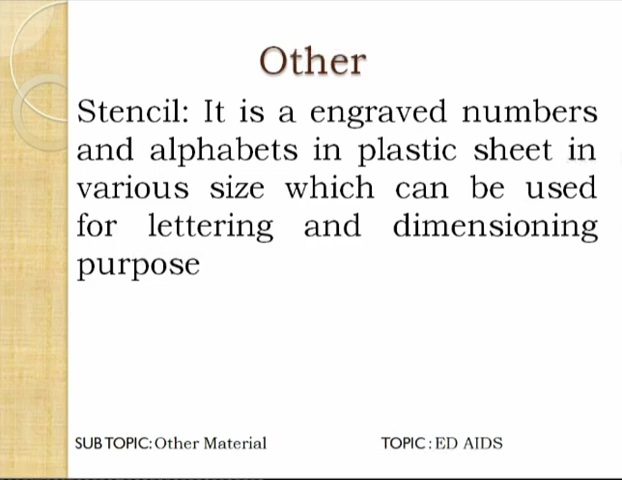 Other
Stencil: It is a engraved numbers
and alphabets in plastic sheet in
various size which can be used
for lettering and dimensioning
purpose
SUB TOPIC: Other Material TOPIC : ED AIDS